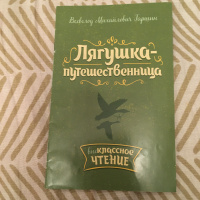 Всеволод Михайлович Гаршин
Лягушка-
путешественница
внеКЛАССНОЕ
ЧТЕНИЕ